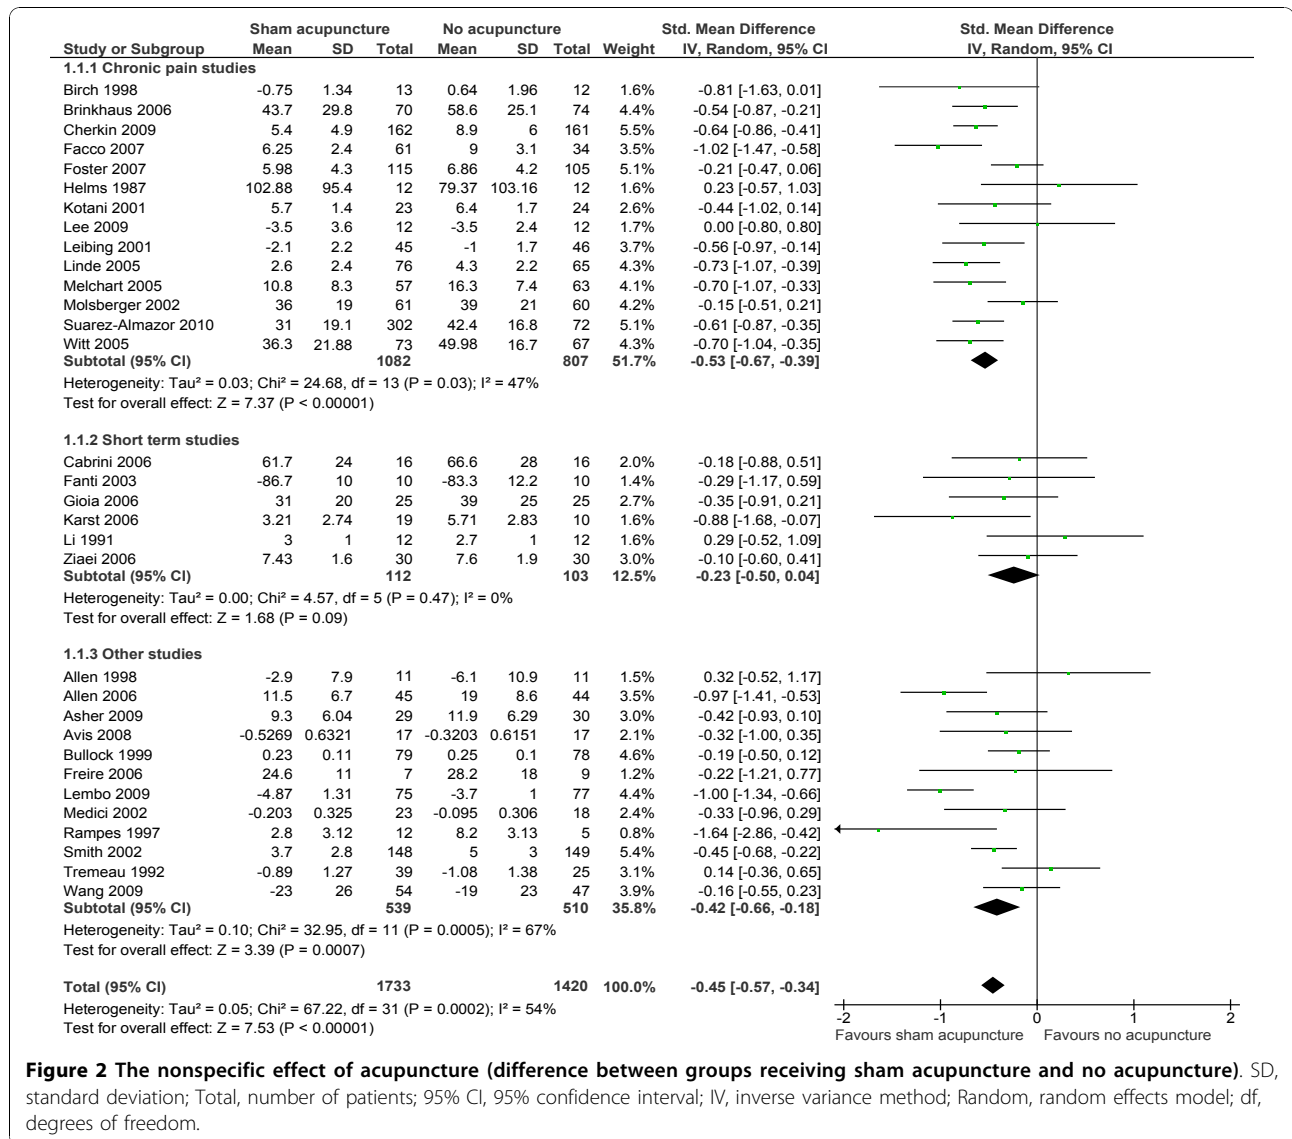 Sham acupuncture No acupuncture Std. Mean Difference Std. Mean Difference
Study or Subgroup Mean SD Total Mean SD Total Weight IV, Random, 95% CI IV, Random, 95% CI
1.1.1 Chronic pain studies
Birch 1998 -0.75 1.34 13 0.64 1.96 12 1.6% -0.81 [-1.63, 0.01]
Brinkhaus 2006 43.7 29.8 70 58.6 25.1 74 4.4% -0.54 [-0.87, -0.21]
Cherkin 2009 5.4 4.9 162 8.9 6 161 5.5% -0.64 [-0.86, -0.41]
Facco 2007 6.25 2.4 61 9 3.1 34 3.5% -1.02 [-1.47, -0.58]
Foster 2007 5.98 4.3 115 6.86 4.2 105 5.1% -0.21 [-0.47, 0.06]
Helms 1987 102.88 95.4 12 79.37 103.16 12 1.6% 0.23 [-0.57, 1.03]
Kotani 2001 5.7 1.4 23 6.4 1.7 24 2.6% -0.44 [-1.02, 0.14]
Lee 2009 -3.5 3.6 12 -3.5 2.4 12 1.7% 0.00 [-0.80, 0.80]
Leibing 2001 -2.1 2.2 45 -1 1.7 46 3.7% -0.56 [-0.97, -0.14]
Linde 2005 2.6 2.4 76 4.3 2.2 65 4.3% -0.73 [-1.07, -0.39]
Melchart 2005 10.8 8.3 57 16.3 7.4 63 4.1% -0.70 [-1.07, -0.33]
Molsberger 2002 36 19 61 39 21 60 4.2% -0.15 [-0.51, 0.21]
Suarez-Almazor 2010 31 19.1 302 42.4 16.8 72 5.1% -0.61 [-0.87, -0.35]
Witt 2005 36.3 21.88 73 49.98 16.7 67 4.3% -0.70 [-1.04, -0.35]
Subtotal (95% CI) 1082 807 51.7% -0.53 [-0.67, -0.39]
Heterogeneity: Tau² = 0.03; Chi² = 24.68, df = 13 (P = 0.03); I² = 47%
Test for overall effect: Z = 7.37 (P < 0.00001)
1.1.2 Short term studies
Cabrini 2006 61.7 24 16 66.6 28 16 2.0% -0.18 [-0.88, 0.51]
Fanti 2003 -86.7 10 10 -83.3 12.2 10 1.4% -0.29 [-1.17, 0.59]
Gioia 2006 31 20 25 39 25 25 2.7% -0.35 [-0.91, 0.21]
Karst 2006 3.21 2.74 19 5.71 2.83 10 1.6% -0.88 [-1.68, -0.07]
Li 1991 3 1 12 2.7 1 12 1.6% 0.29 [-0.52, 1.09]
Ziaei 2006 7.43 1.6 30 7.6 1.9 30 3.0% -0.10 [-0.60, 0.41]
Subtotal (95% CI) 112 103 12.5% -0.23 [-0.50, 0.04]
Heterogeneity: Tau² = 0.00; Chi² = 4.57, df = 5 (P = 0.47); I² = 0%
Test for overall effect: Z = 1.68 (P = 0.09)
1.1.3 Other studies
Allen 1998 -2.9 7.9 11 -6.1 10.9 11 1.5% 0.32 [-0.52, 1.17]
Allen 2006 11.5 6.7 45 19 8.6 44 3.5% -0.97 [-1.41, -0.53]
Asher 2009 9.3 6.04 29 11.9 6.29 30 3.0% -0.42 [-0.93, 0.10]
Avis 2008 -0.5269 0.6321 17 -0.3203 0.6151 17 2.1% -0.32 [-1.00, 0.35]
Bullock 1999 0.23 0.11 79 0.25 0.1 78 4.6% -0.19 [-0.50, 0.12]
Freire 2006 24.6 11 7 28.2 18 9 1.2% -0.22 [-1.21, 0.77]
Lembo 2009 -4.87 1.31 75 -3.7 1 77 4.4% -1.00 [-1.34, -0.66]
Medici 2002 -0.203 0.325 23 -0.095 0.306 18 2.4% -0.33 [-0.96, 0.29]
Rampes 1997 2.8 3.12 12 8.2 3.13 5 0.8% -1.64 [-2.86, -0.42]
Smith 2002 3.7 2.8 148 5 3 149 5.4% -0.45 [-0.68, -0.22]
Tremeau 1992 -0.89 1.27 39 -1.08 1.38 25 3.1% 0.14 [-0.36, 0.65]
Wang 2009 -23 26 54 -19 23 47 3.9% -0.16 [-0.55, 0.23]
Subtotal (95% CI) 539 510 35.8% -0.42 [-0.66, -0.18]
Heterogeneity: Tau² = 0.10; Chi² = 32.95, df = 11 (P = 0.0005); I² = 67%
Test for overall effect: Z = 3.39 (P = 0.0007)
Total (95% CI) 1733 1420 100.0% -0.45 [-0.57, -0.34]
Heterogeneity: Tau² = 0.05; Chi² = 67.22, df = 31 (P = 0.0002); I² = 54%
Test for overall effect: Z = 7.53 (P < 0.00001)
-2 -1 0 1 2
Favours sham acupuncture Favours no acupuncture
Figure 2 The nonspecific effect of acupuncture (difference between groups receiving sham acupuncture and no acupuncture). SD,
standard deviation; Total, number of patients; 95% CI, 95% confidence interval; IV, inverse variance method; Random, random effects model; df,
degrees of freedom.